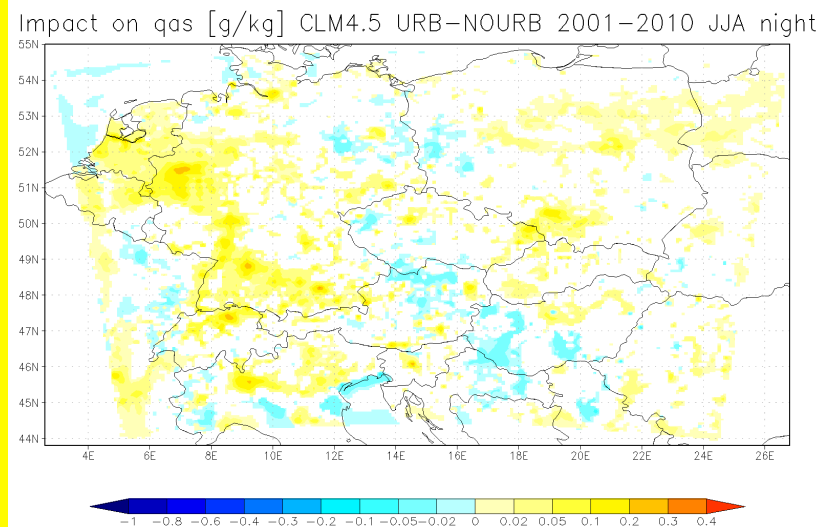 Impact on qas [g/kg] CLM4.5 URB-NOURB 2001-2010 JJA night
55N
54N
53N
52N
51N
50N
49N
48N
47N
46N
45N
44N
4E 6E 8E 10E 12E 14E 16E 18E 20E 22E 24E 26E
-1 -0.8 -0.6 -0.4 -0.3 -0.2 -0.1 -0.05 -0.02 0 0.02 0.05 0.1 0.2 0.3 0.4